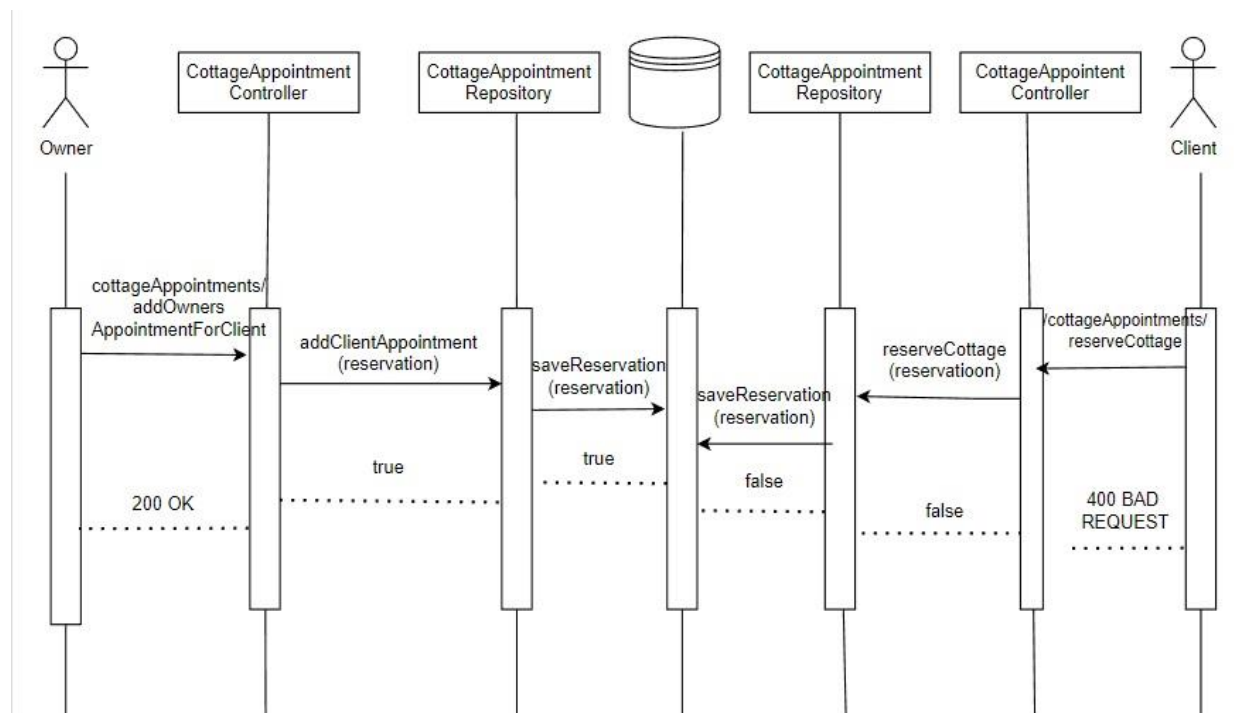 CottageAppointment
Controller
CottageAppointment
Repository
CottageAppointment
Repository
CottageAppointent
Controller
Owner
Client
cottageAppointments/
addOwners
AppointmentForClient
addClientAppointment
(reservation)
saveReservation
(reservation)
saveReservation
(reservation)
reserveCottage
(reservatioon)
/cottageAppointments/
reserveCottage
200 OK
true
true
false
false
400 BAD
REQUEST